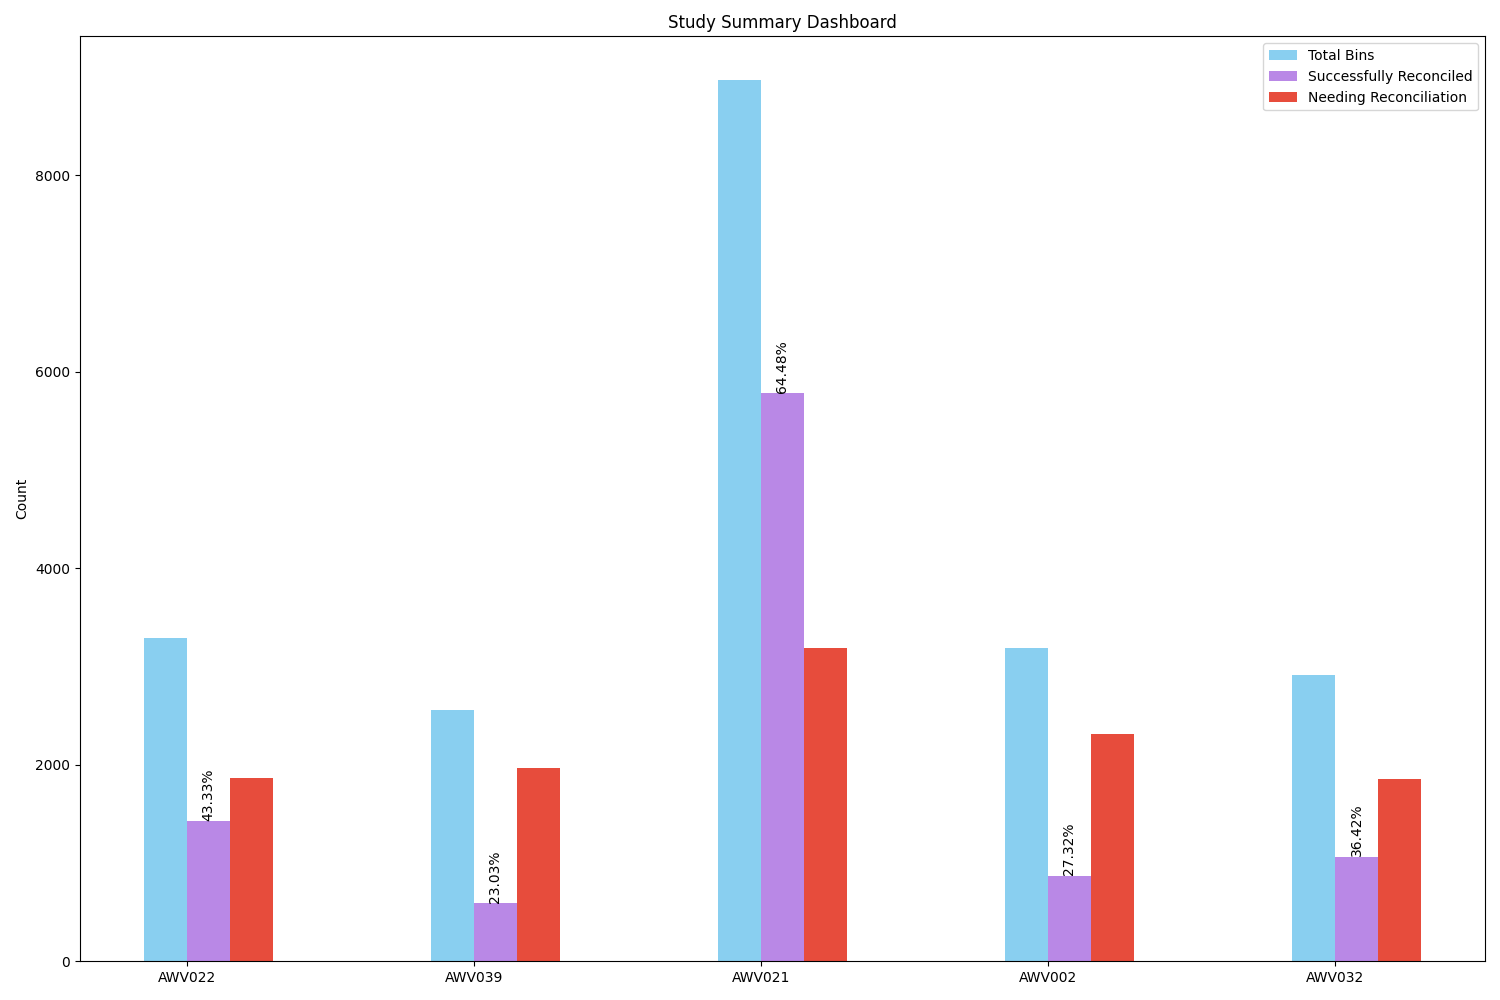 Study Summary Dashboard
Total Bins
Successfully Reconciled
Needing Reconciliation
Count
8000
6000
4000
2000
0
43.33%
23.03%
64.48%
27.32%
36.42%
AWV022
AWV039
AWV021
AWV002
AWV032